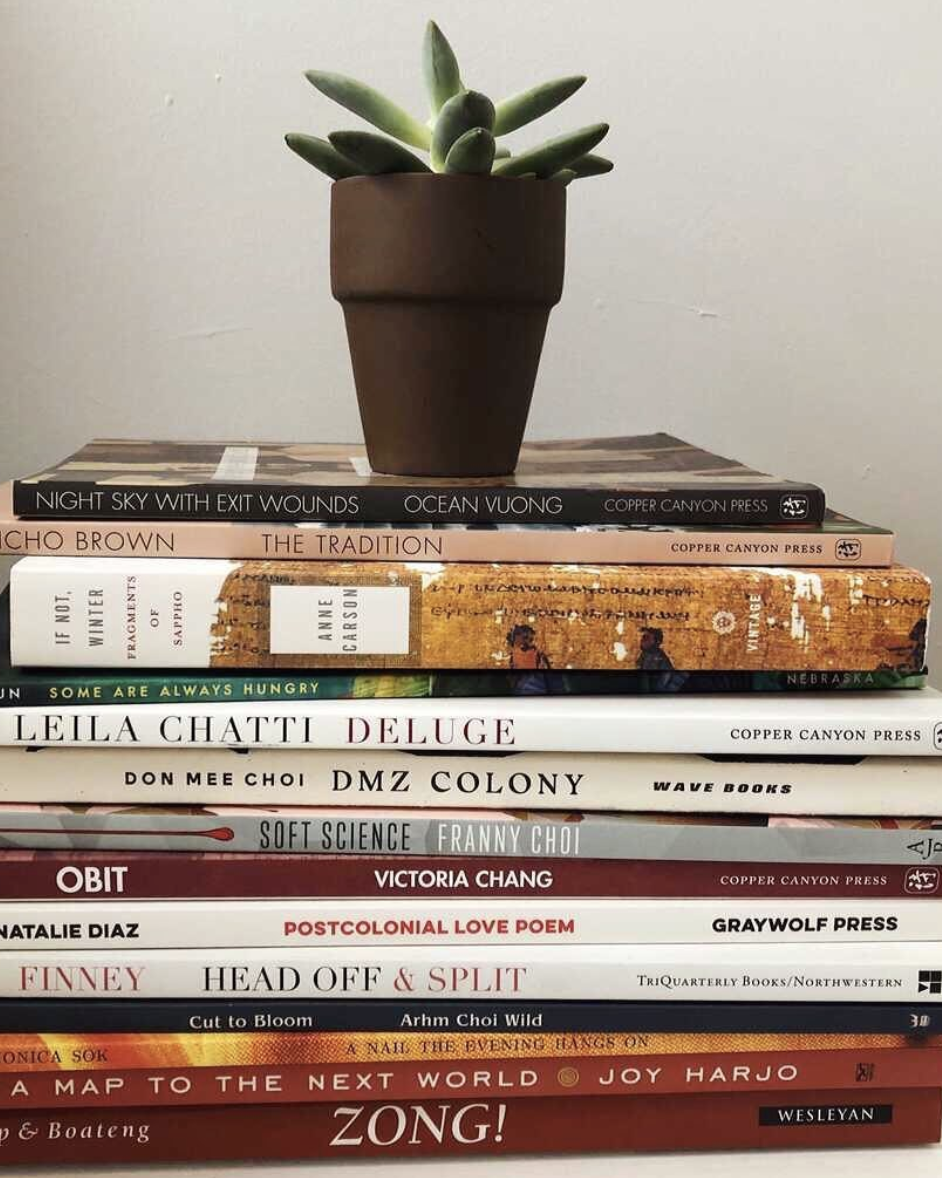 NIGHT SKY WITH EXIT WOUNDS OCEAN VUONG COPPER CANYON PRESS
ICHO BROWN THE TRADITION COPPER CANYON PRESS
IF NOT,
WINTER
FRAGMENTS
OF
SAPPHO
ANNE
CARSON
VINTAGE
UN SOME ARE ALWAYS HUNGRY NEBRASKA
LEILA CHATTI DELUGE COPPER CANYON PRESS
DON MEE CHOI DMZ COLONY WAVE BOOKS
SOFT SCIENCE FRANNY CHOI AJB
OBIT VICTORIA CHANG COPPER CANYON PRESS
NATALIE DIAZ POSTCOLONIAL LOVE POEM GRAYWOLF PRESS
FINNEY HEAD OFF & SPLIT TRIQUARTERLY BOOKS/NORTHWESTERN
Cut to Bloom Arhm Choi Wild
ONICA SOK A NAIL THE EVENING HANGS ON
A MAP TO THE NEXT WORLD JOY HARJO
p & Boateng ZONG! WESLEYAN